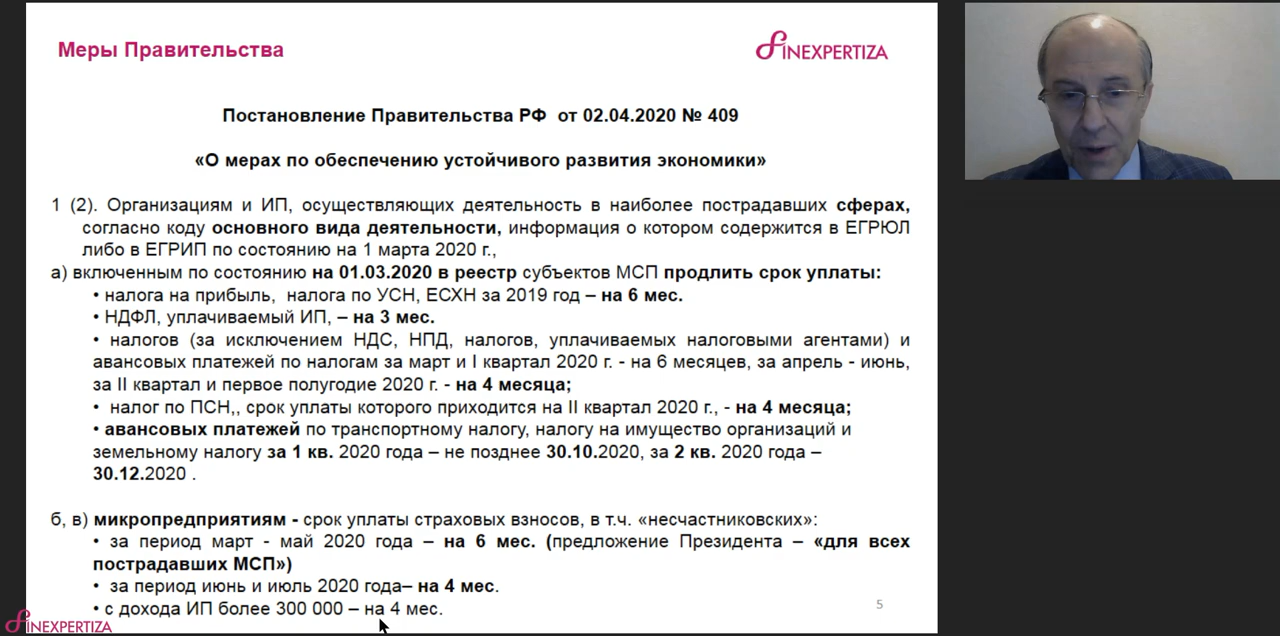 Меры Правительства
FINEXPERTIZA
Постановление Правительства РФ от 02.04.2020 № 409
«О мерах по обеспечению устойчивого развития экономики»
1 (2). Организациям и ИП, осуществляющих деятельность в наиболее пострадавших сферах,
согласно коду основного вида деятельности, информация о котором содержится в ЕГРЮЛ
либо в ЕГРИП по состоянию на 1 марта 2020 г.,
а) включенным по состоянию на 01.03.2020 в реестр субъектов МСП продлить срок уплаты:
• налога на прибыль, налога по УСН, ЕСХН за 2019 год – на 6 мес.
• НДФЛ, уплачиваемый ИП, – на 3 мес.
• налогов (за исключением НДС, НПД, налогов, уплачиваемых налоговыми агентами) и
авансовых платежей по налогам за март и I квартал 2020 г. - на 6 месяцев, за апрель - июнь,
за II квартал и первое полугодие 2020 г. - на 4 месяца;
• налог по ПСН,, срок уплаты которого приходится на II квартал 2020 г., - на 4 месяца;
• авансовых платежей по транспортному налогу, налогу на имущество организаций и
земельному налогу за 1 кв. 2020 года – не позднее 30.10.2020, за 2 кв. 2020 года –
30.12.2020 .
б, в) микропредприятиям - срок уплаты страховых взносов, в т.ч. «несчастниковских»:
• за период март - май 2020 года – на 6 мес. (предложение Президента – «для всех
пострадавших МСП»)
• за период июнь и июль 2020 года– на 4 мес.
• с дохода ИП более 300 000 – на 4 мес.
5
FINEXPERTIZA